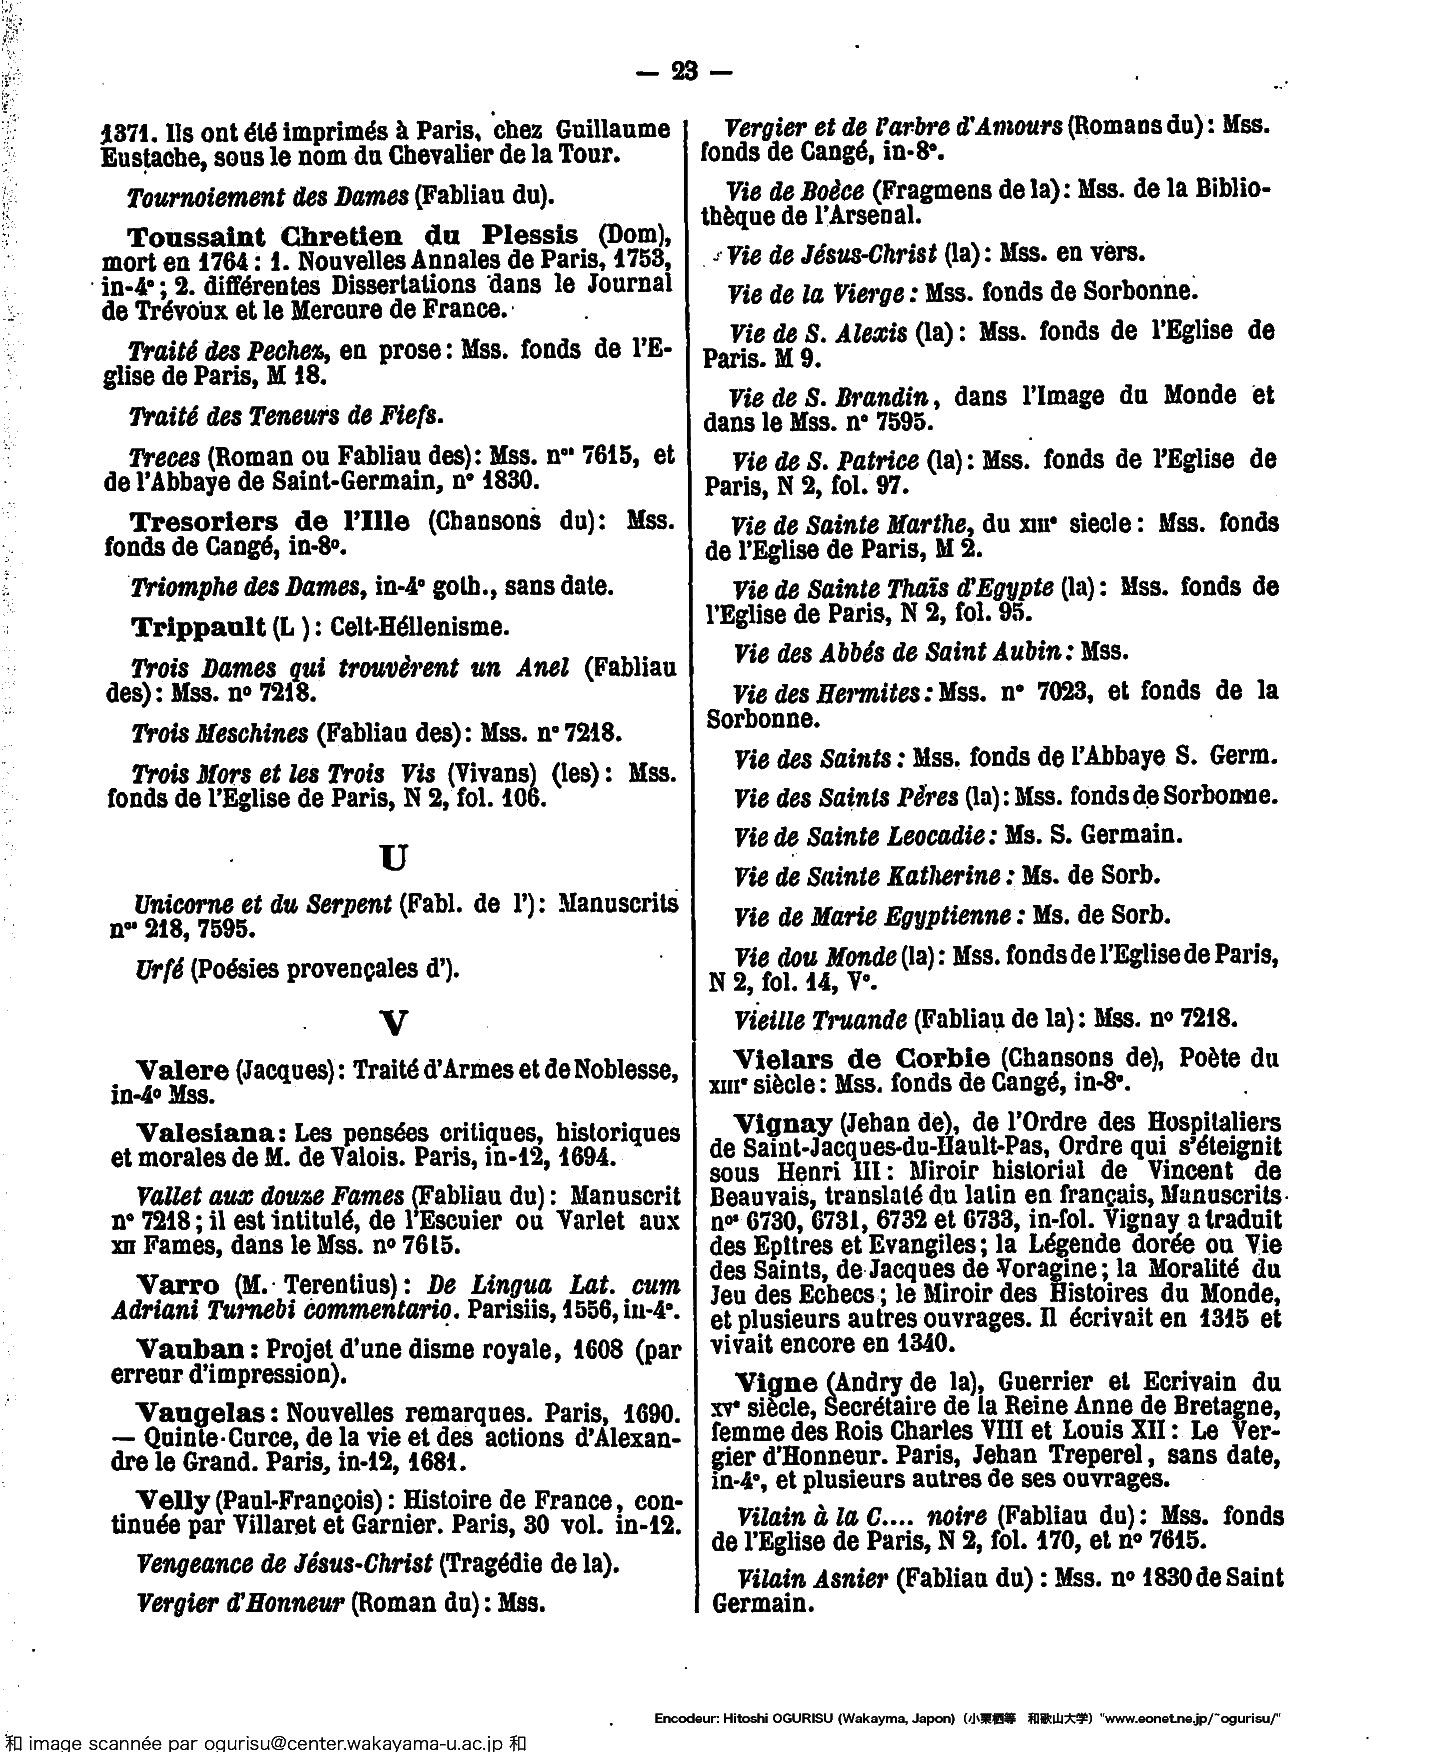 — 23 —
1371. Ils ont été imprimés à Paris, chez Guillaume
Eustache, sous le nom du Chevalier de la Tour.
Tournoiement des Dames (Fabliau du).
Toussaint Chretien du Plessis (Dom),
mort en 1764 : 1. Nouvelles Annales de Paris, 1753,
in-4° ; 2. différentes Dissertations dans le Journal
de Trévoux et le Mercure de France.
Traité des Pechez, en prose : Mss. fonds de l'E-
glise de Paris, M 18.
Traité des Teneurs de Fiefs.
Treces (Roman ou Fabliau des) : Mss. nos 7615, et
de l'Abbaye de Saint-Germain, n° 1830.
Tresoriers de l'Ille (Chansons du) : Mss.
fonds de Cangé, in-8o.
Triomphe des Dames, in-4° goth., sans date.
Trippault (L ) : Celt-Héllenisme.
Trois Dames qui trouvèrent un Anel (Fabliau
des) : Mss. no 7218.
Trois Meschines (Fabliau des) : Mss. n° 7218.
Trois Mors et les Trois Vis (Vivans) (les) : Mss.
fonds de l'Eglise de Paris, N 2, fol. 106.
U
Unicorne et du Serpent (Fabl. de l') : Manuscrits
nos 218, 7595.
Urfé (Poésies provençales d').
V
Valere (Jacques) : Traité d'Armes et de Noblesse,
in-4o Mss.
Valesiana : Les pensées critiques, historiques
et morales de M. de Valois. Paris, in-12, 1694.
Vallet aux douze Fames (Fabliau du) : Manuscrit
n° 7218 ; il est intitulé, de l'Escuier ou Varlet aux
XII Fames, dans le Mss. no 7615.
Varro (M. Terentius) : De Lingua Lat. cum
Adriani Turnebi commentario. Parisiis, 1556, in-4°.
Vauban : Projet d'une disme royale, 1608 (par
erreur d'impression).
Vaugelas : Nouvelles remarques. Paris, 1690.
— Quinte-Curce, de la vie et des actions d'Alexan-
dre le Grand. Paris, in-12, 1681.
Velly (Paul-François) : Histoire de France, con-
tinuée par Villaret et Garnier. Paris, 30 vol. in-12.
Vengeance de Jésus-Christ (Tragédie de la).
Vergier d'Honneur (Roman du) : Mss.
Vergier et de l'arbre d'Amours (Romans du) : Mss.
fonds de Cangé, in-8°.
Vie de Boèce (Fragmens de la) : Mss. de la Biblio-
thèque de l'Arsenal.
Vie de Jésus-Christ (la) : Mss. en vers.
Vie de la Vierge : Mss. fonds de Sorbonne.
Vie de S. Alexis (la) : Mss. fonds de l'Eglise de
Paris. M 9.
Vie de S. Brandin, dans l'Image du Monde et
dans le Mss. n° 7595.
Vie de S. Patrice (la) : Mss. fonds de l'Eglise de
Paris, N 2, fol. 97.
Vie de Sainte Marthe, du XIIIe siecle : Mss. fonds
de l'Eglise de Paris, M 2.
Vie de Sainte Thaïs d'Egypte (la) : Mss. fonds de
l'Eglise de Paris, N 2, fol. 95.
Vie des Abbés de Saint Aubin : Mss.
Vie des Hermites : Mss. n° 7023, et fonds de la
Sorbonne.
Vie des Saints : Mss. fonds de l'Abbaye S. Germ.
Vie des Saints Péres (la) : Mss. fonds de Sorbonne.
Vie de Sainte Leocadie : Ms. S. Germain.
Vie de Sainte Katherine : Ms. de Sorb.
Vie de Marie Egyptienne : Ms. de Sorb.
Vie dou Monde (la) : Mss. fonds de l'Eglise de Paris,
N 2, fol. 14, V°.
Vieille Truande (Fabliau de la) : Mss. no 7218.
Vielars de Corbie (Chansons de), Poète du
XIIIe siècle : Mss. fonds de Cangé, in-8°.
Vignay (Jehan de), de l'Ordre des Hospitaliers
de Saint-Jacques-du-Hault-Pas, Ordre qui s'éteignit
sous Henri III : Miroir historial de Vincent de
Beauvais, translaté du latin en français, Manuscrits
nos 6730, 6731, 6732 et 6733, in-fol. Vignay a traduit
des Epîtres et Evangiles ; la Légende dorée ou Vie
des Saints, de Jacques de Voragine ; la Moralité du
Jeu des Echecs ; le Miroir des Histoires du Monde,
et plusieurs autres ouvrages. Il écrivait en 1315 et
vivait encore en 1340.
Vigne (Andry de la), Guerrier et Ecrivain du
XVe siècle, Secrétaire de la Reine Anne de Bretagne,
femme des Rois Charles VIII et Louis XII : Le Ver-
gier d'Honneur. Paris, Jehan Treperel, sans date,
in-4°, et plusieurs autres de ses ouvrages.
Vilain à la C.... noire (Fabliau du) : Mss. fonds
de l'Eglise de Paris, N 2, fol. 170, et no 7615.
Vilain Asnier (Fabliau du) : Mss. no 1830 de Saint
Germain.
Encodeur: Hitoshi OGURISU (Wakayma, Japon) (小栗栖等 和歌山大学) "www.eonet.ne.jp/~ogurisu/"
和 image scannée par ogurisu@center.wakayama-u.ac.jp 和